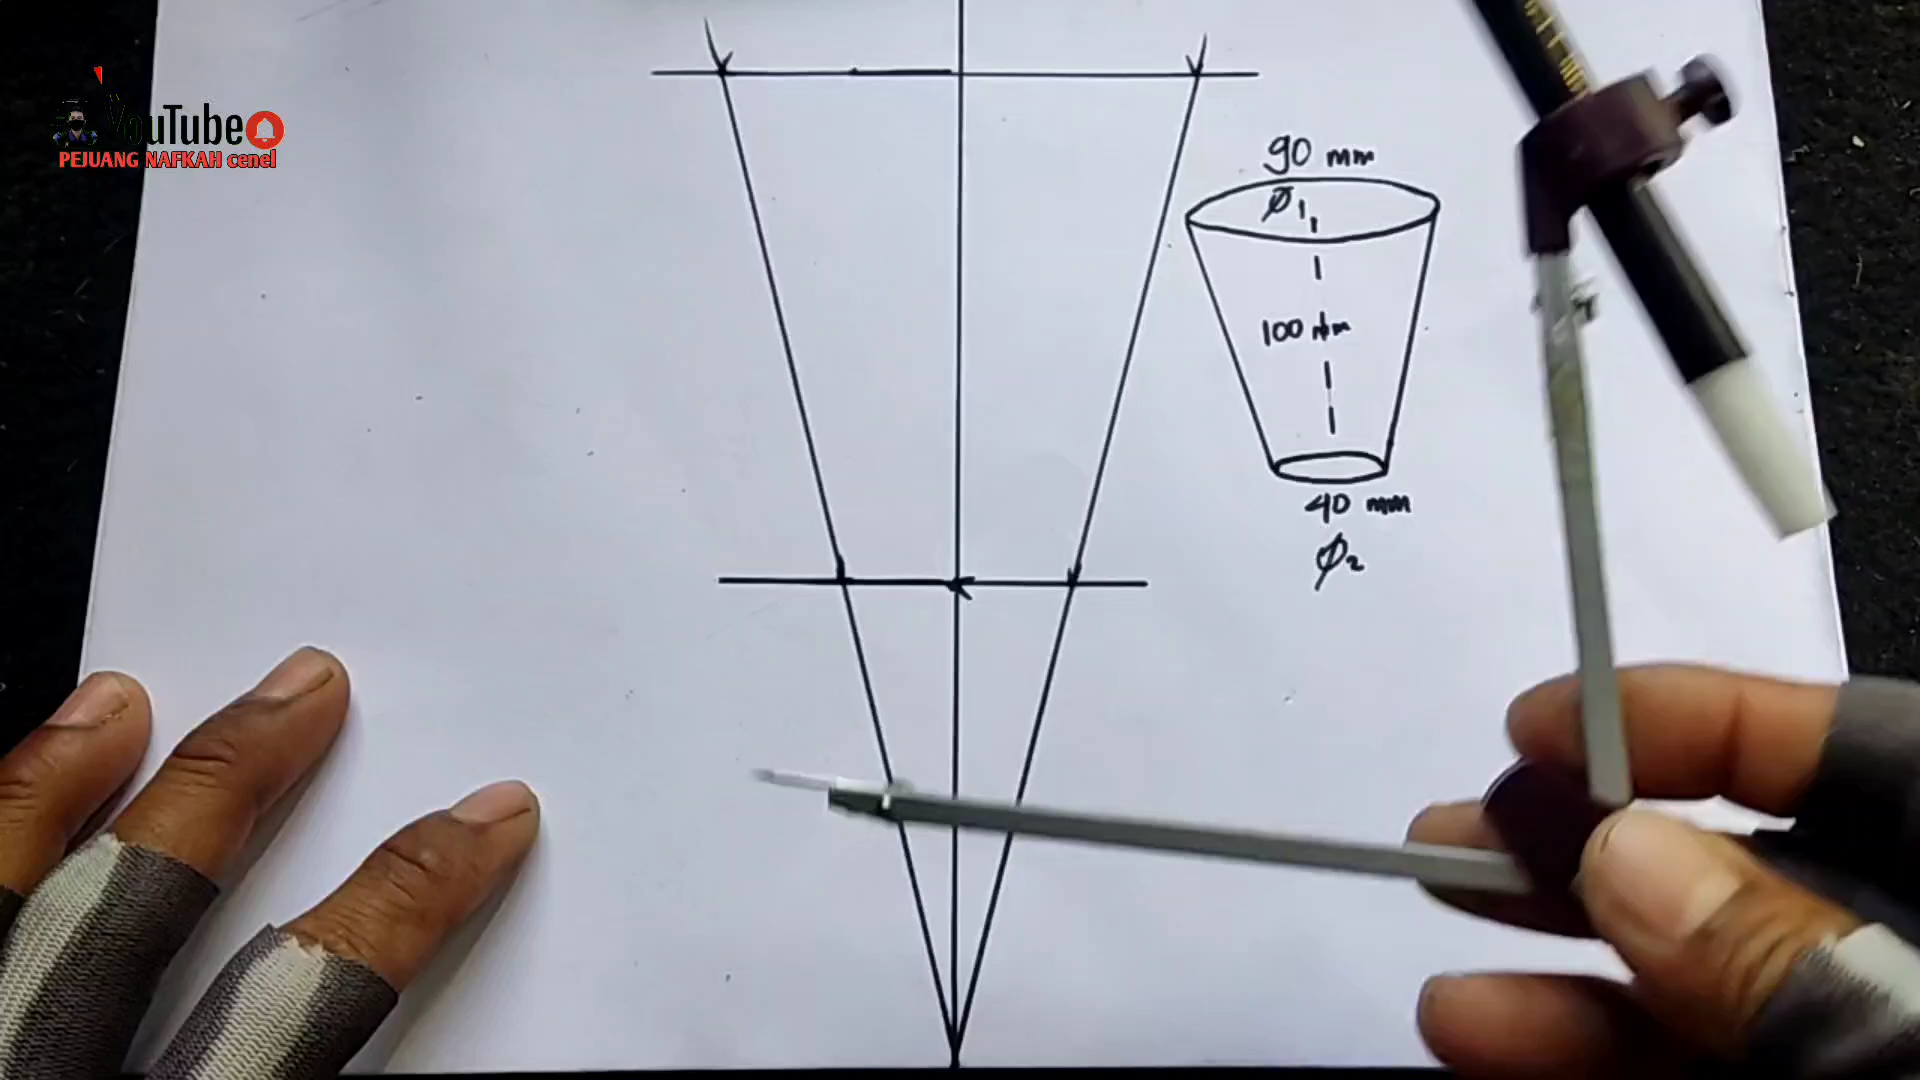 YouTube
PEJUANG NAFKAH cenel
90 mm
Ø1
100 mm
40 mm
Ø2